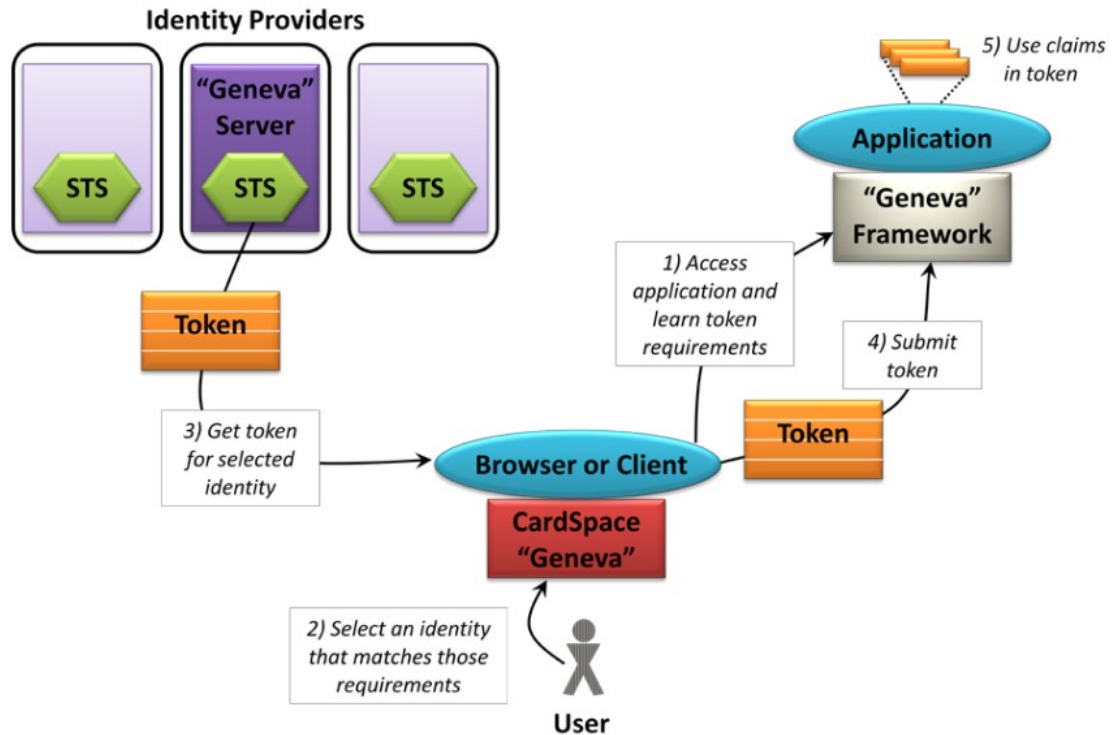 Identity Providers
“Geneva”
Server
STS
STS
STS
Token
3) Get token
for selected
identity
5) Use claims
in token
Application
“Geneva”
Framework
1) Access
application and
learn token
requirements
4) Submit
token
Token
Browser or Client
CardSpace
“Geneva”
2) Select an identity
that matches those
requirements
User